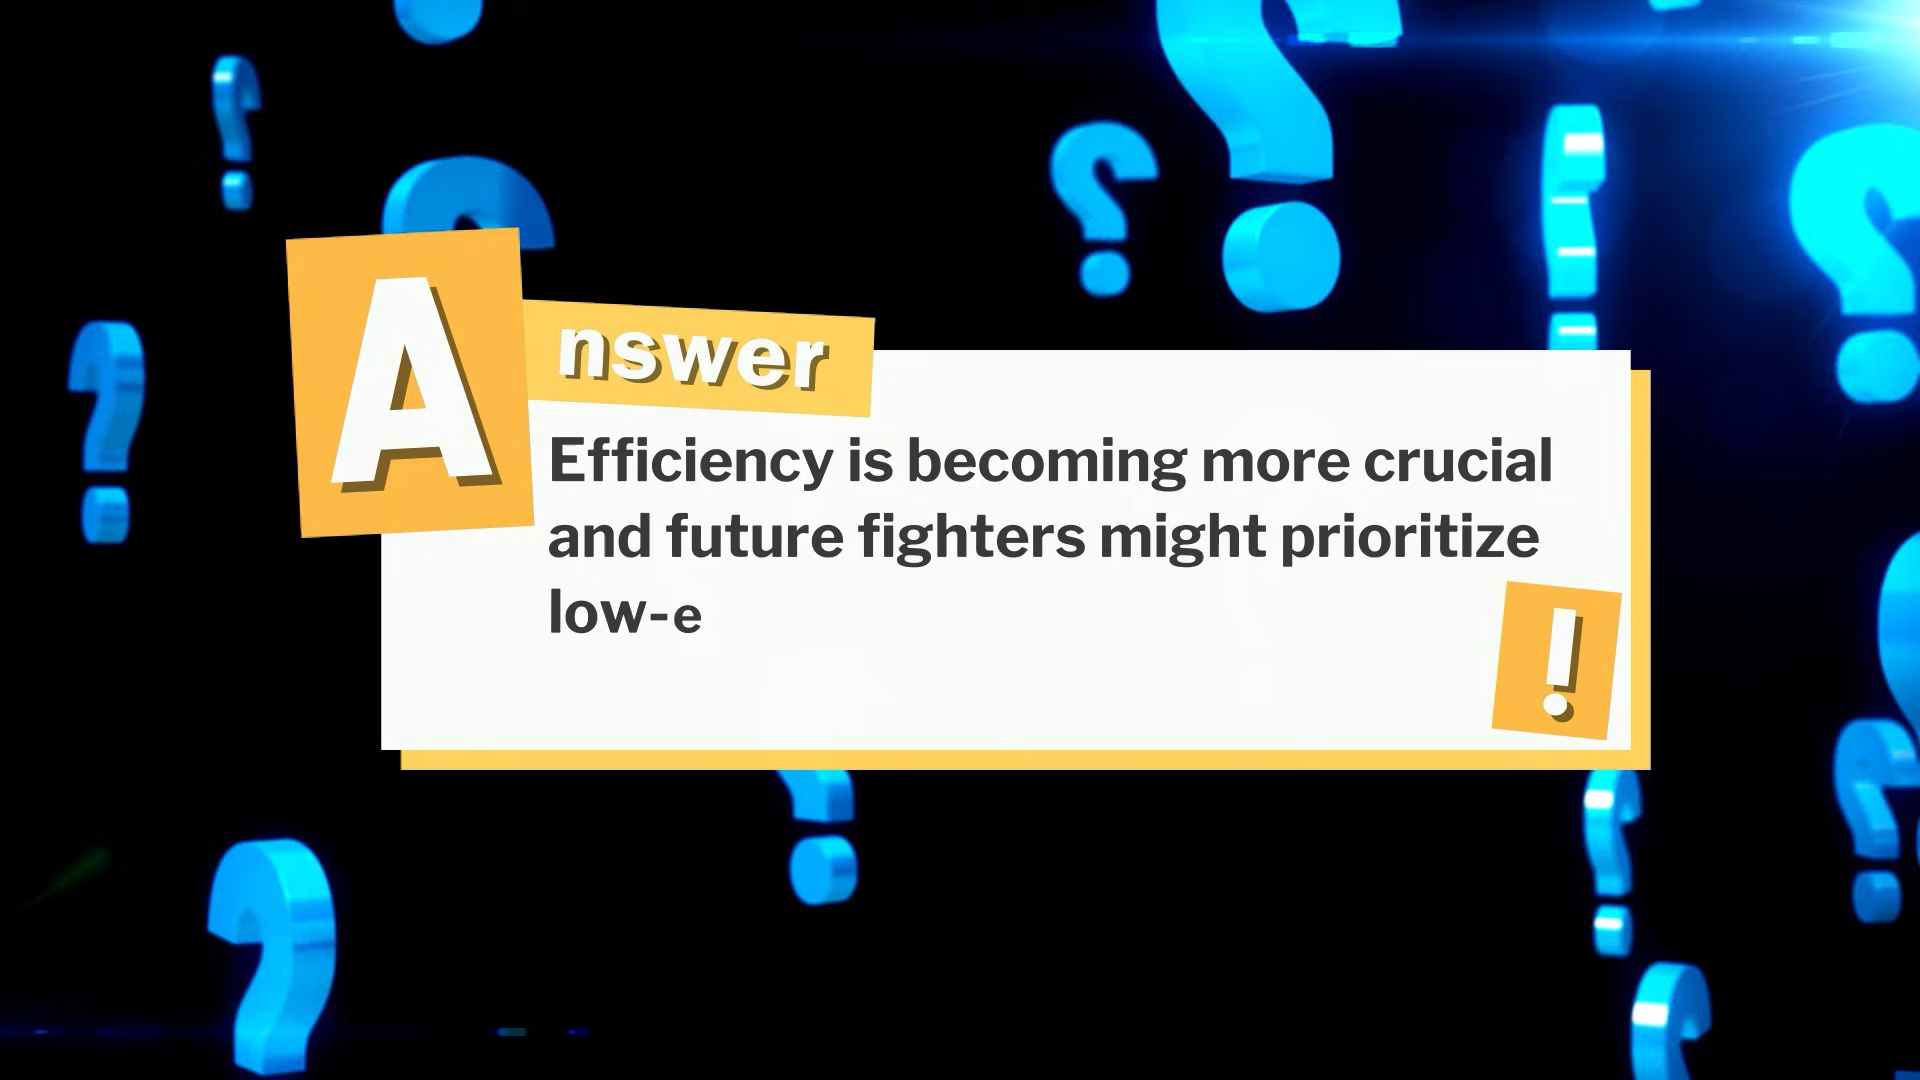 Answer
Efficiency is becoming more crucial
and future fighters might prioritize
low-e
!